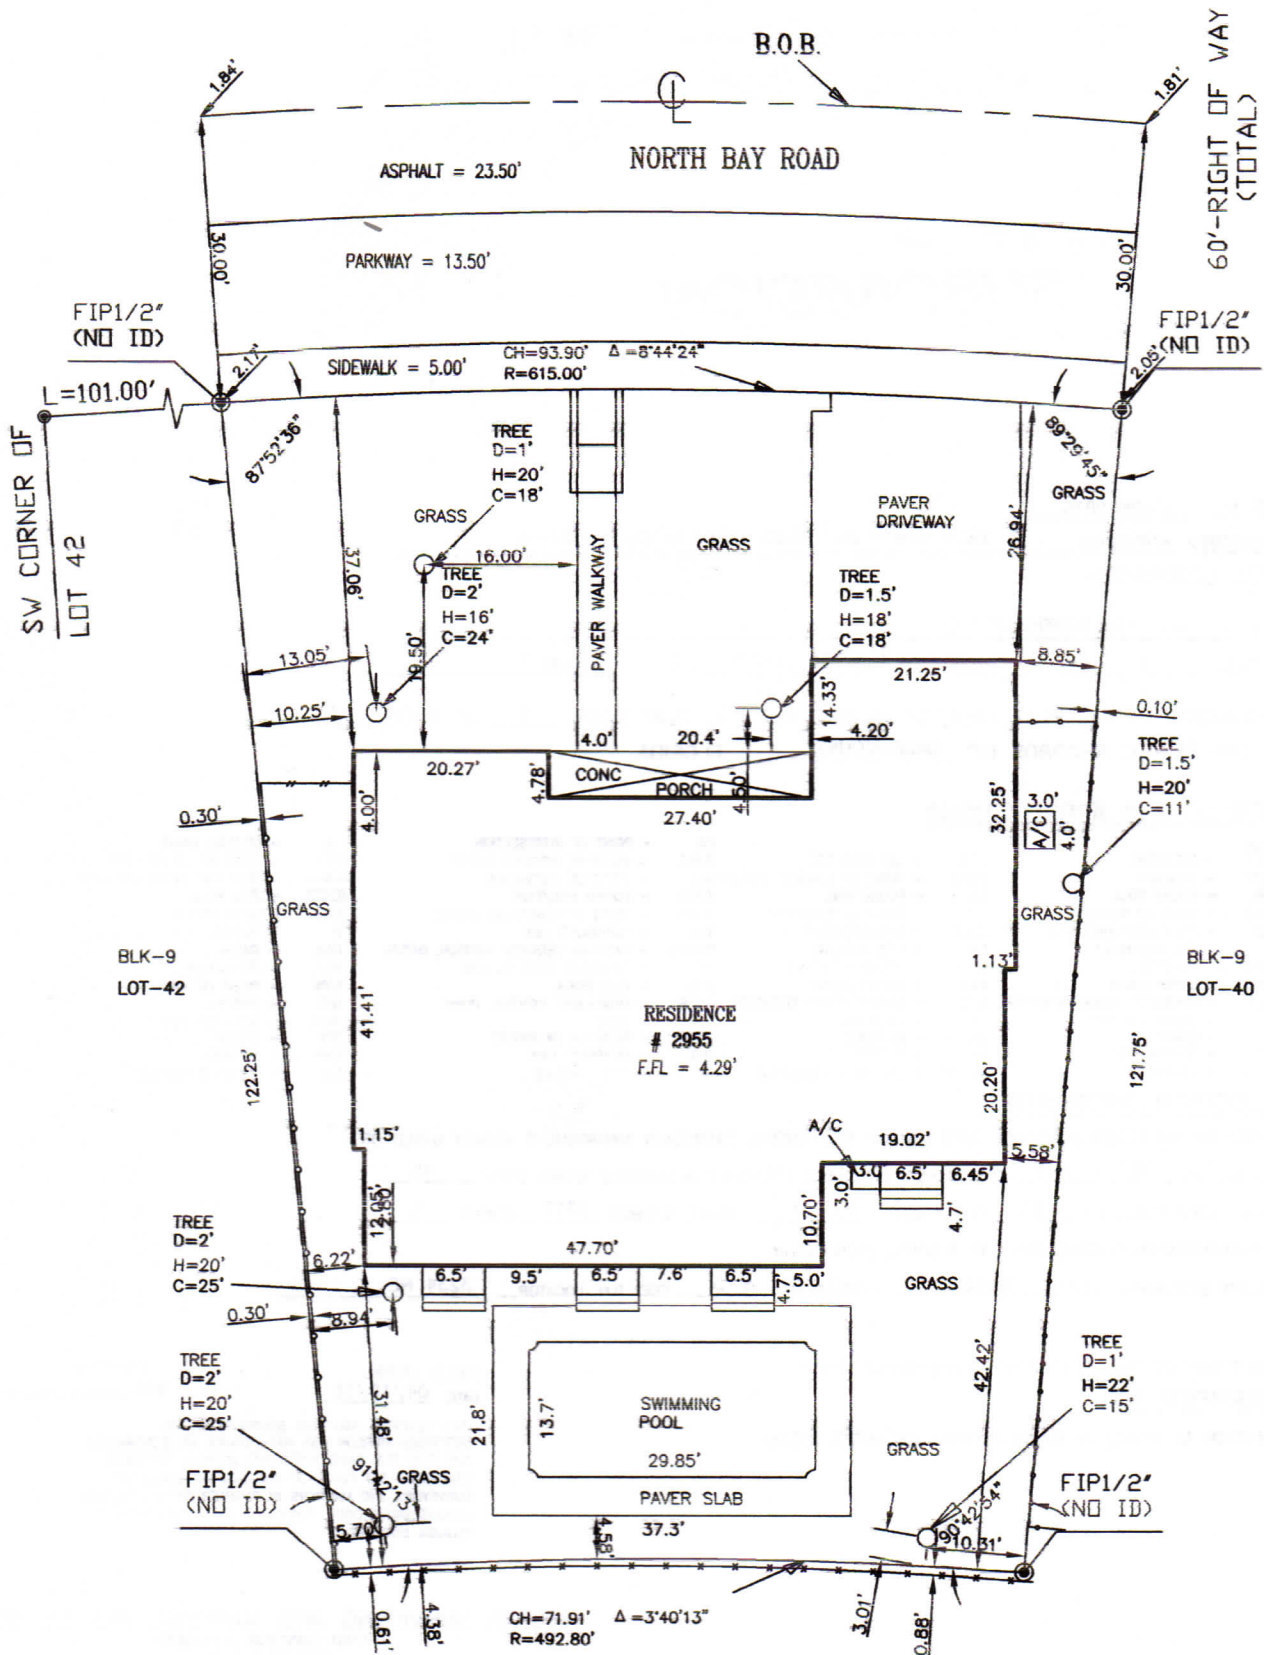 B.O.B.
1.84'
1.81'
60'-RIGHT OF WAY
(TOTAL)
CL
NORTH BAY ROAD
ASPHALT = 23.50'
30.00'
30.00'
PARKWAY = 13.50'
FIP1/2"
(NO ID)
FIP1/2"
(NO ID)
2.17'
2.05'
SIDEWALK = 5.00'
CH=93.90' Δ =8°44'24"
R=615.00'
L=101.00'
SW CORNER OF
LOT 42
87°52'36"
89°29'45"
TREE
D=1'
H=20'
C=18'
GRASS
GRASS
PAVER
DRIVEWAY
26.94'
37.06'
16.00'
PAVER WALKWAY
GRASS
TREE
D=2'
H=16'
C=24'
19.50'
TREE
D=1.5'
H=18'
C=18'
13.05'
8.85'
21.25'
14.33'
10.25'
0.10'
4.0'
20.4'
4.20'
20.27'
4.78'
CONC
PORCH
4.50'
27.40'
4.00'
0.30'
32.25'
3.0'
A/C
4.0'
TREE
D=1.5'
H=20'
C=11'
GRASS
GRASS
BLK-9
LOT-42
BLK-9
LOT-40
1.13'
41.41'
RESIDENCE
# 2955
F.FL = 4.29'
122.25'
121.75'
20.20'
1.15'
A/C
19.02'
5.58'
3.0'
6.5'
6.45'
3.0'
4.7'
12.05'
2.80'
10.70'
47.70'
TREE
D=2'
H=20'
C=25'
6.22'
6.5'
9.5'
6.5'
7.6'
6.5'
5.0'
4.7'
GRASS
0.30'
8.94'
42.42'
TREE
D=2'
H=20'
C=25'
TREE
D=1'
H=22'
C=15'
31.48'
21.8'
13.7'
SWIMMING
POOL
29.85'
GRASS
GRASS
91°42'13"
90°42'54"
PAVER SLAB
37.3'
FIP1/2"
(NO ID)
FIP1/2"
(NO ID)
5.70'
4.58'
10.31'
0.61'
4.38'
CH=71.91' Δ =3°40'13"
R=492.80'
3.01'
0.88'